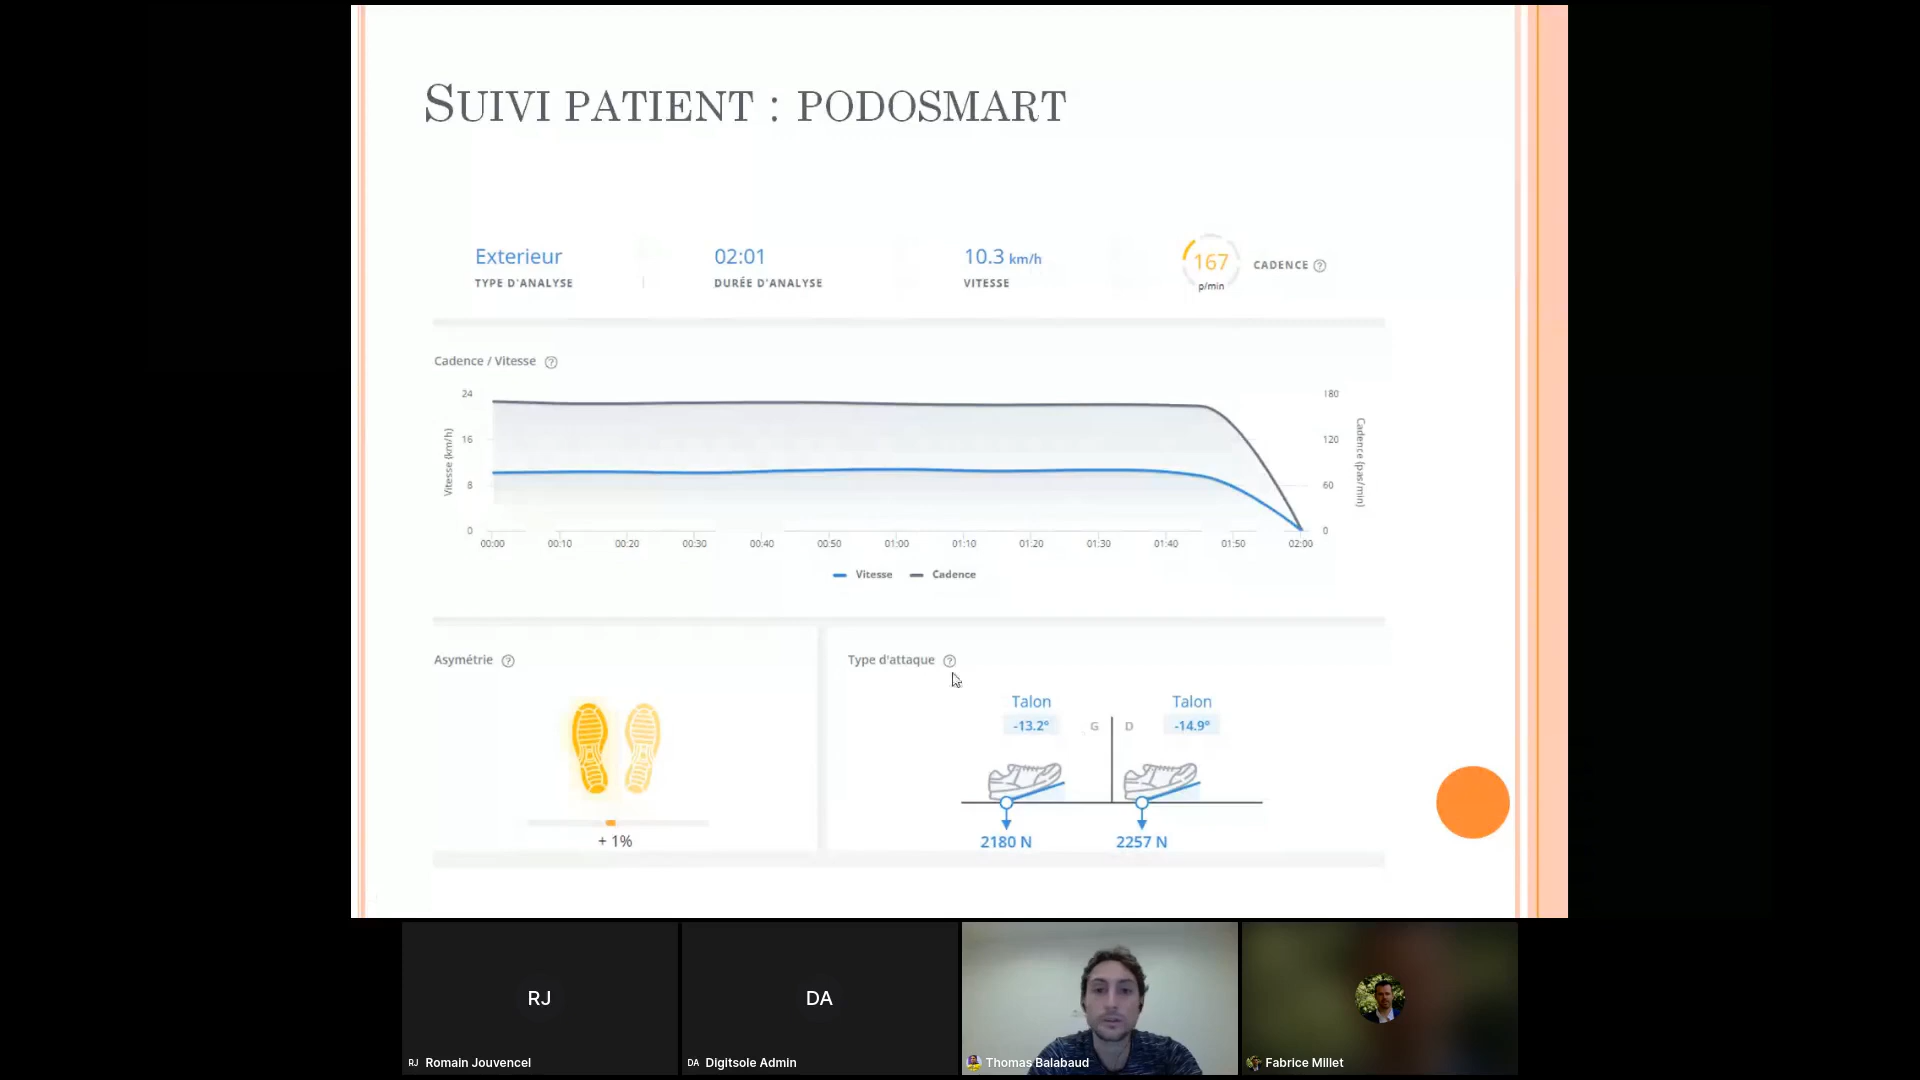 SUIVI PATIENT : PODOSMART
Exterieur
TYPE D'ANALYSE
02:01
DURÉE D'ANALYSE
10.3 km/h
VITESSE
167
p/min
CADENCE ?
Cadence / Vitesse ?
24
16
8
0
Vitesse (km/h)
180
120
60
0
Cadence (pas/min)
00:00 00:10 00:20 00:30 00:40 00:50 01:00 01:10 01:20 01:30 01:40 01:50 02:00
Vitesse Cadence
Asymétrie ?
+ 1%
Type d'attaque ?
Talon Talon
-13.2° G D -14.9°
2180 N 2257 N
RJ
RJ Romain Jouvencel
DA
DA Digitsole Admin
Thomas Balabaud
Fabrice Millet